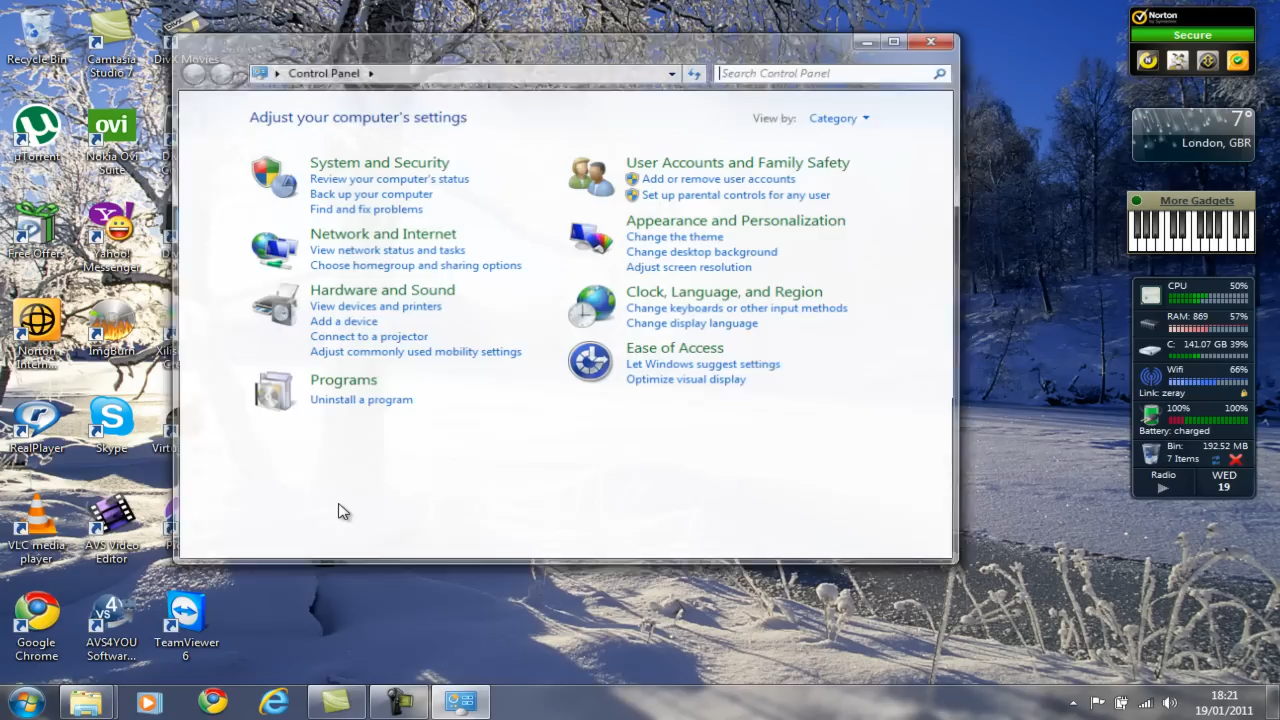 Recycle Bin
Camtasia
Studio 7
DivX Movies
µTorrent
ovi
Nokia Ovi
Suite
Free Offers
Yahoo!
Messenger
Norton
Intern...
ImgBurn
RealPlayer
Skype
VLC media
player
AVS Video
Editor
Google
Chrome
VS4
AVS4YOU
Softwar...
TeamViewer
6
Control Panel
Search Control Panel
Adjust your computer's settings
View by: Category
System and Security
Review your computer's status
Back up your computer
Find and fix problems
Network and Internet
View network status and tasks
Choose homegroup and sharing options
Hardware and Sound
View devices and printers
Add a device
Connect to a projector
Adjust commonly used mobility settings
Programs
Uninstall a program
User Accounts and Family Safety
Add or remove user accounts
Set up parental controls for any user
Appearance and Personalization
Change the theme
Change desktop background
Adjust screen resolution
Clock, Language, and Region
Change keyboards or other input methods
Change display language
Ease of Access
Let Windows suggest settings
Optimize visual display
Norton
Secure
7°
London, GBR
More Gadgets
CPU 50%
RAM: 869 57%
C: 141.07 GB 39%
Wifi 66%
Link: zeray
100% 100%
Battery: charged
Bin: 192.52 MB
7 Items
Radio WED
19
18:21
19/01/2011